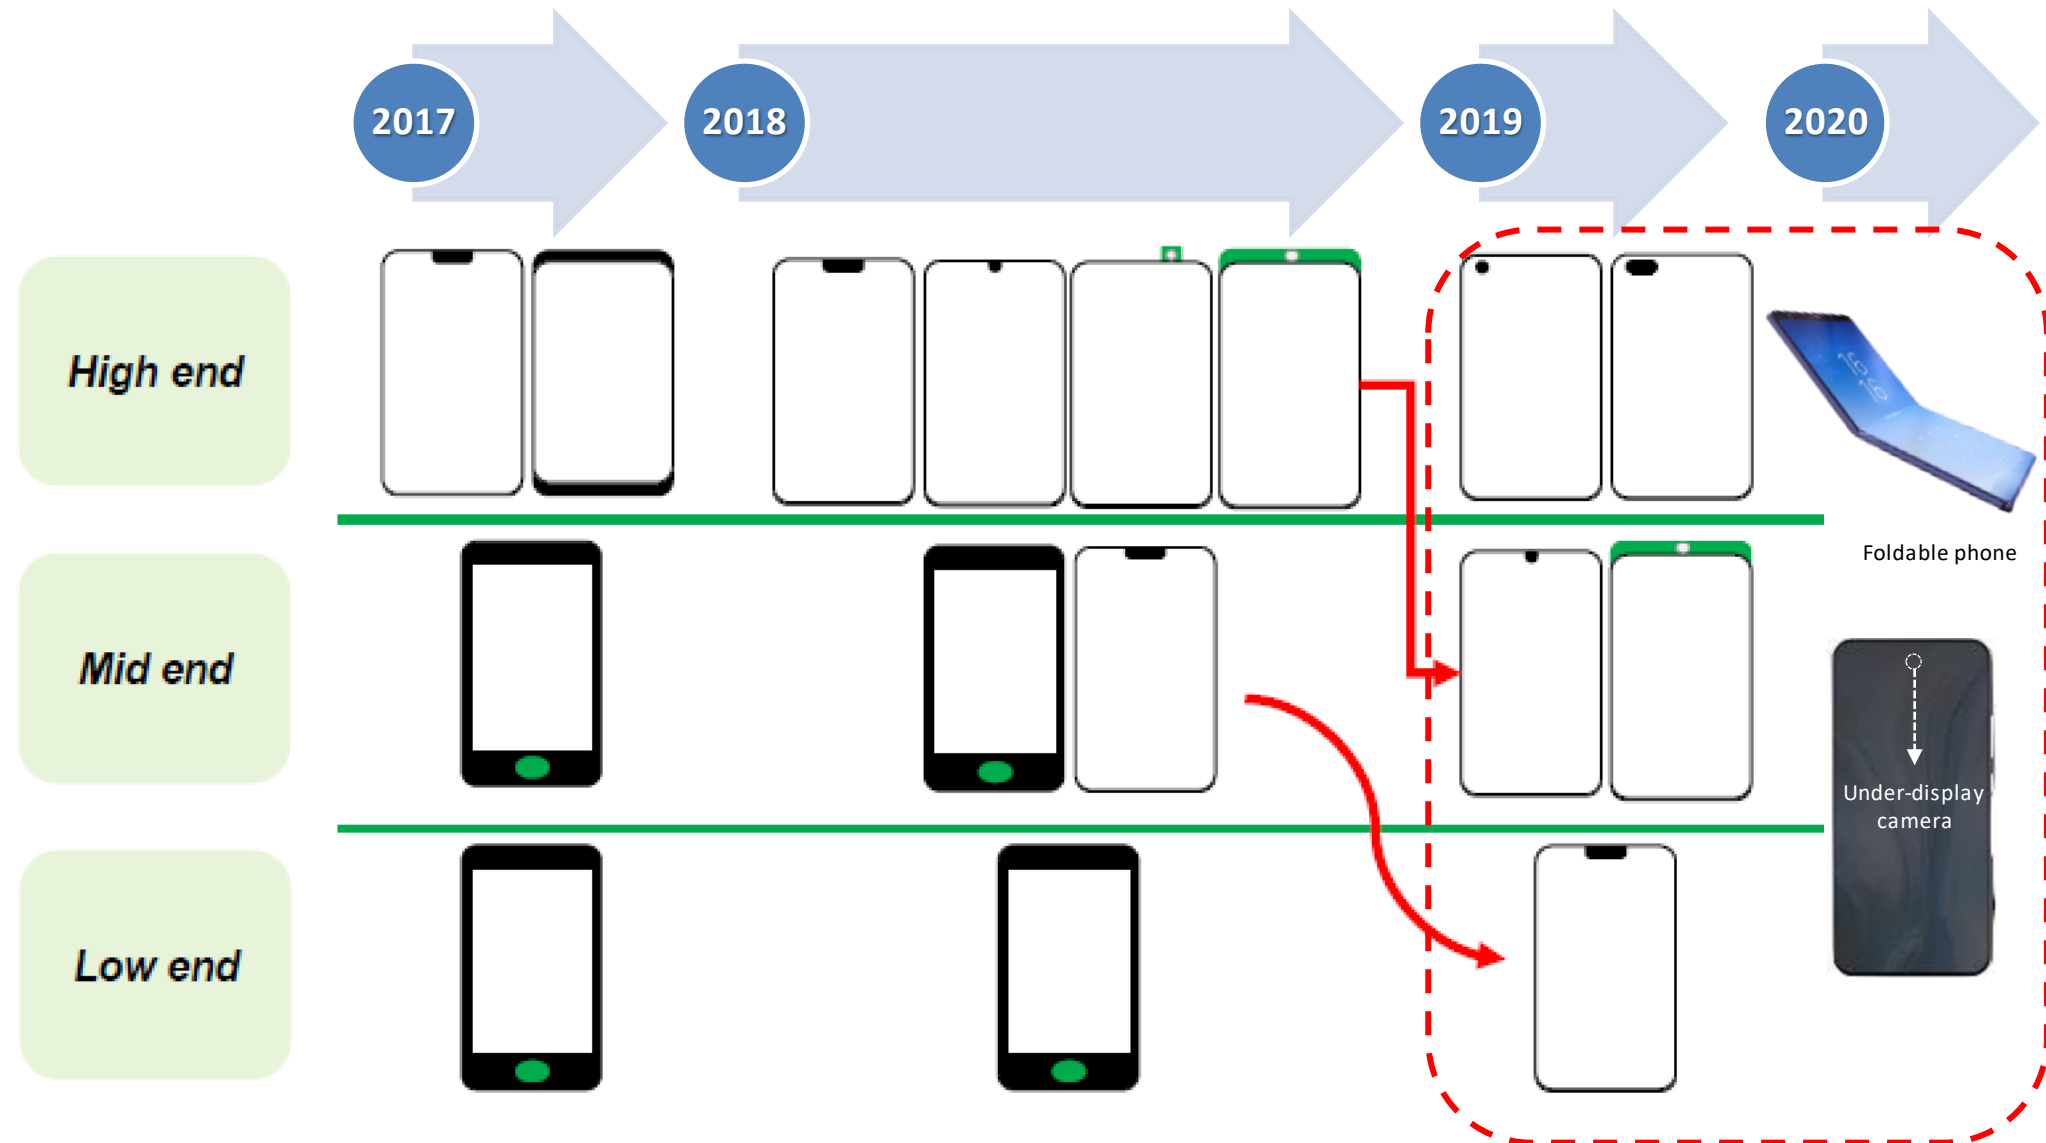 2017
2018
2019
2020
High end
Foldable phone
Mid end
Under-display
camera
Low end